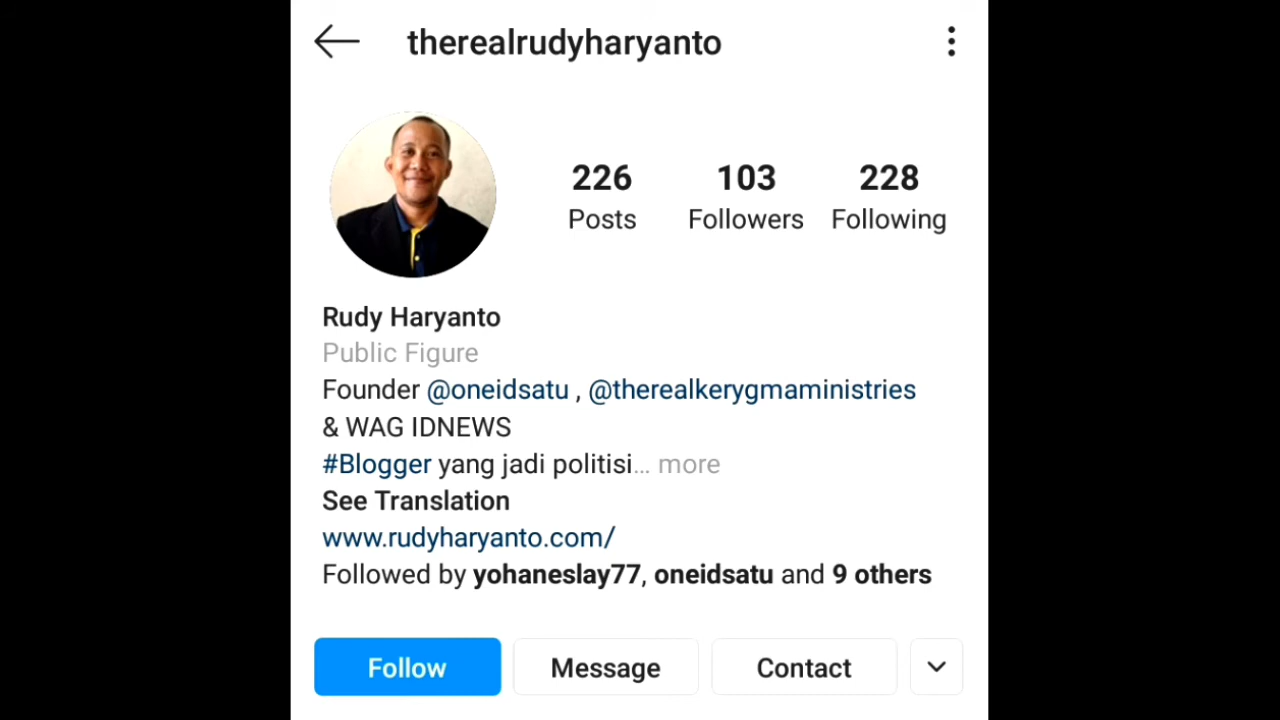 therealrudyharyanto
226 103 228
Posts Followers Following
Rudy Haryanto
Public Figure
Founder @oneidsatu , @therealkerygmaministries
& WAG IDNEWS
#Blogger yang jadi politisi... more
See Translation
www.rudyharyanto.com/
Followed by yohaneslay77, oneidsatu and 9 others
Follow Message Contact